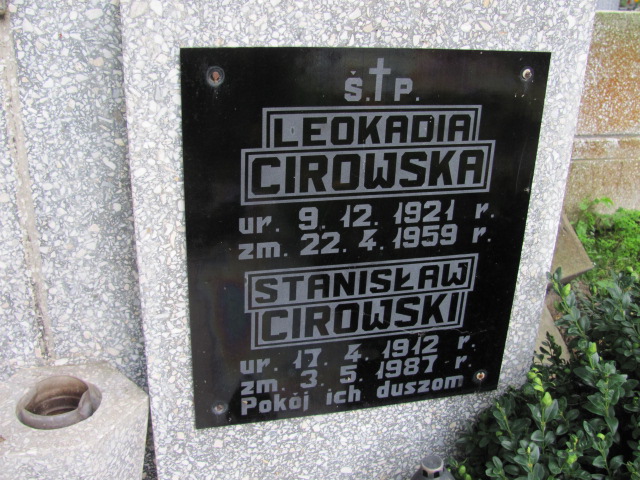 Ś.†P.
LEOKADIA
CIROWSKA
ur. 9. 12. 1921 r.
zm. 22. 4. 1959 r.
STANISŁAW
CIROWSKI
ur. 17. 4. 1912 r.
zm. 3. 5. 1987 r.
Pokój ich duszom